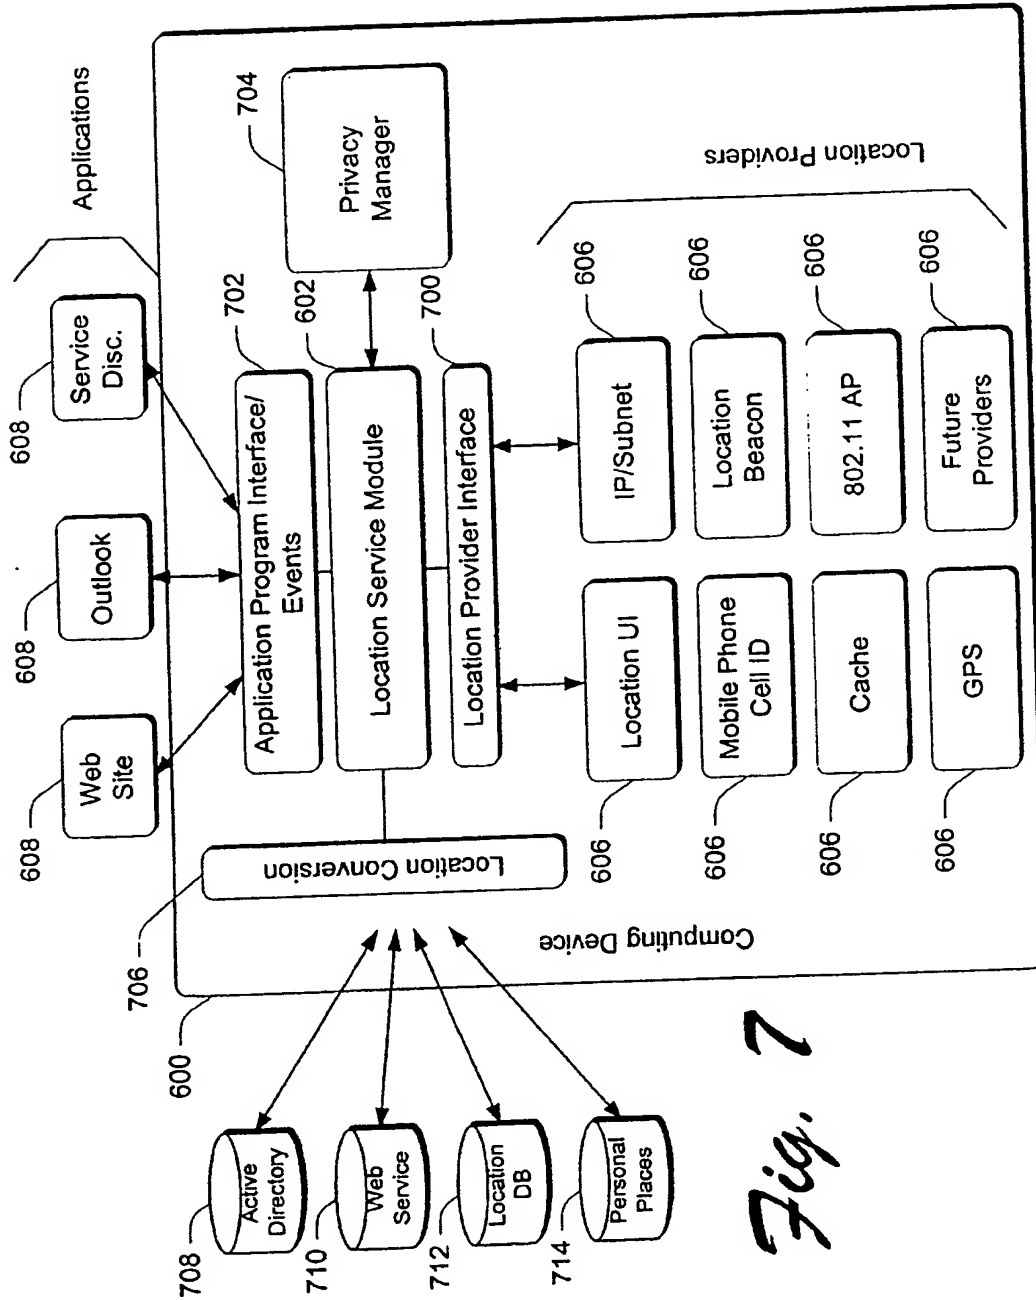 Applications
608
608
608
Web
Site
Outlook
Service
Disc.
600
706
Location Conversion
Application Program Interface/
Events
702
Location Service Module
602
Location Provider Interface
700
Privacy
Manager
704
708
Active
Directory
710
Web
Service
712
Location
DB
714
Personal
Places
Computing Device
Location Providers
606
Location UI
IP/Subnet
606
606
Mobile Phone
Cell ID
Location
Beacon
606
606
Cache
802.11 AP
606
606
GPS
Future
Providers
606
Fig. 7